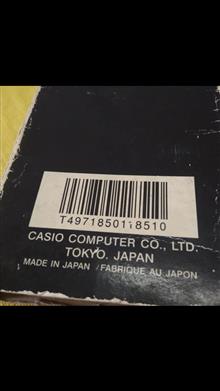 T4971850118510
CASIO COMPUTER CO., LTD.
TOKYO. JAPAN
MADE IN JAPAN / FABRIQUE AU JAPON